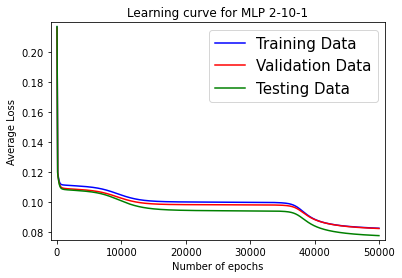 Learning curve for MLP 2-10-1
Training Data
Validation Data
Testing Data
Average Loss
0.20
0.18
0.16
0.14
0.12
0.10
0.08
0
10000
20000
30000
40000
50000
Number of epochs